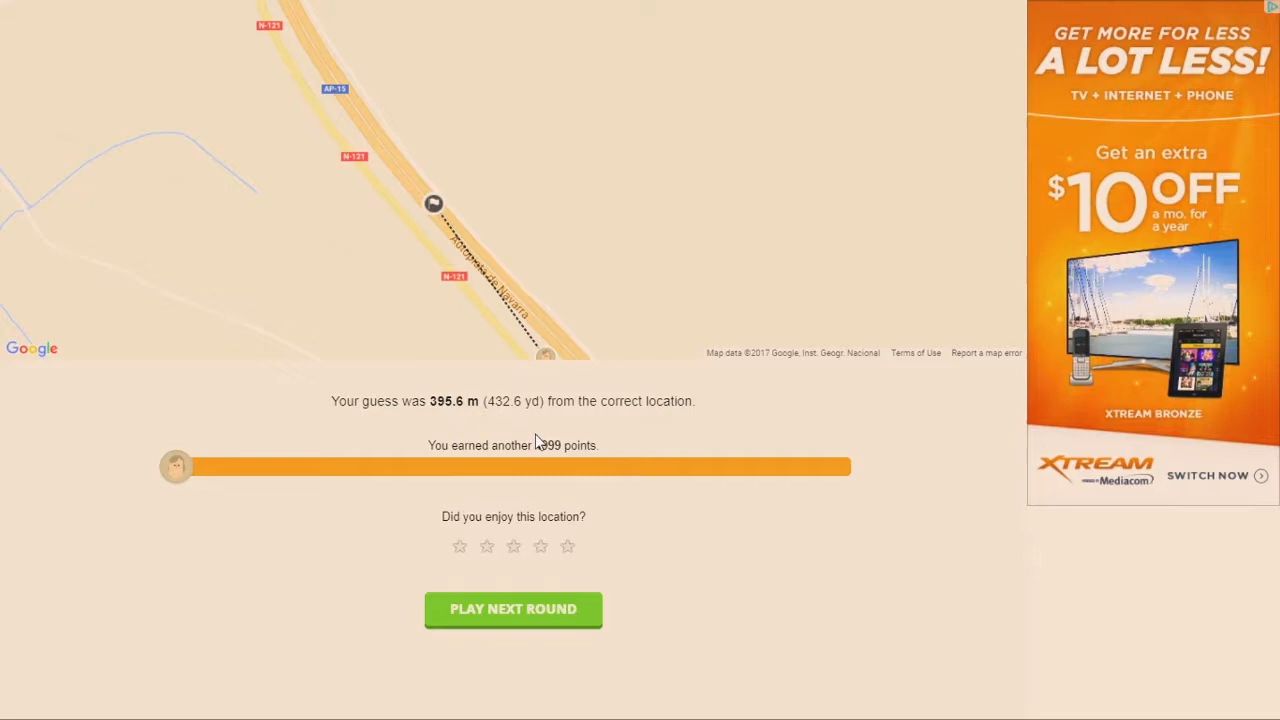 N-121
AP-15
N-121
Autopista de Navarra
N-121
Google
Map data ©2017 Google, Inst. Geogr. Nacional Terms of Use Report a map error
Your guess was 395.6 m (432.6 yd) from the correct location.
You earned another points.
Did you enjoy this location?
PLAY NEXT ROUND
GET MORE FOR LESS
A LOT LESS!
TV + INTERNET + PHONE
Get an extra
$10 OFF
a mo. for
a year
XTREAM BRONZE
XTREAM
POWERED BY Mediacom
SWITCH NOW